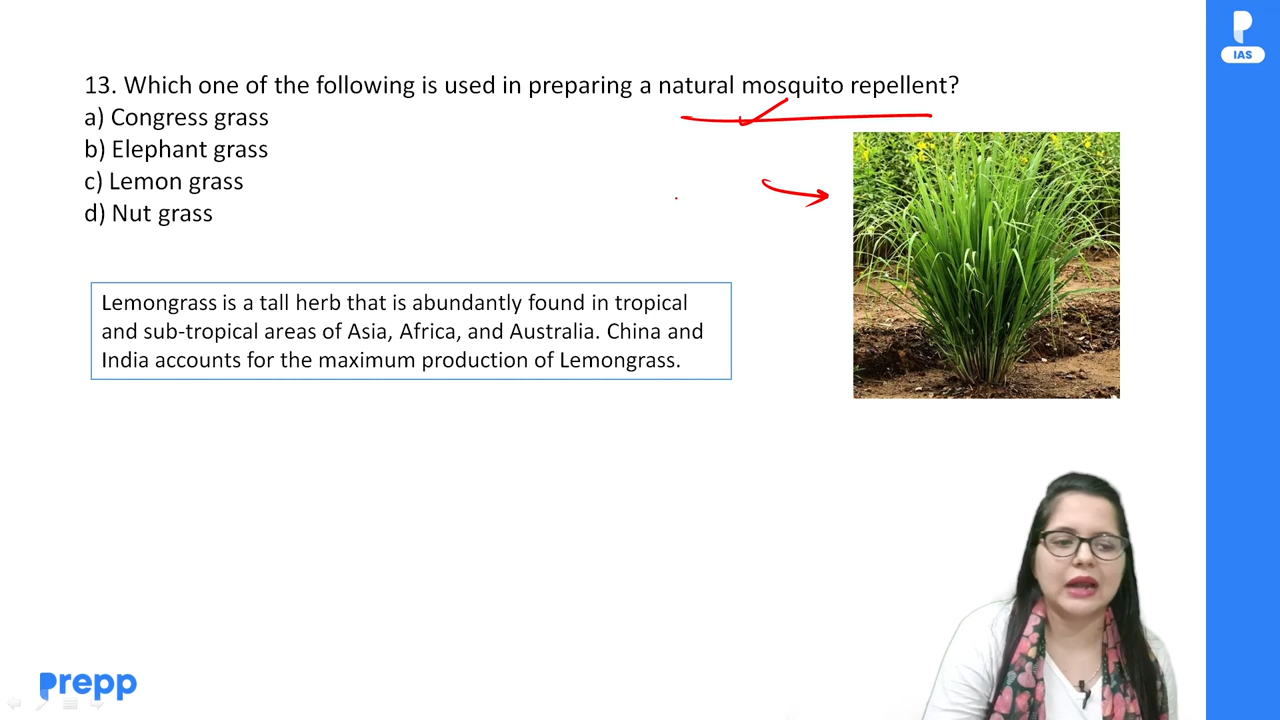 IAS
13. Which one of the following is used in preparing a natural mosquito repellent?
a) Congress grass
b) Elephant grass
c) Lemon grass
d) Nut grass
Lemongrass is a tall herb that is abundantly found in tropical
and sub-tropical areas of Asia, Africa, and Australia. China and
India accounts for the maximum production of Lemongrass.
prepp